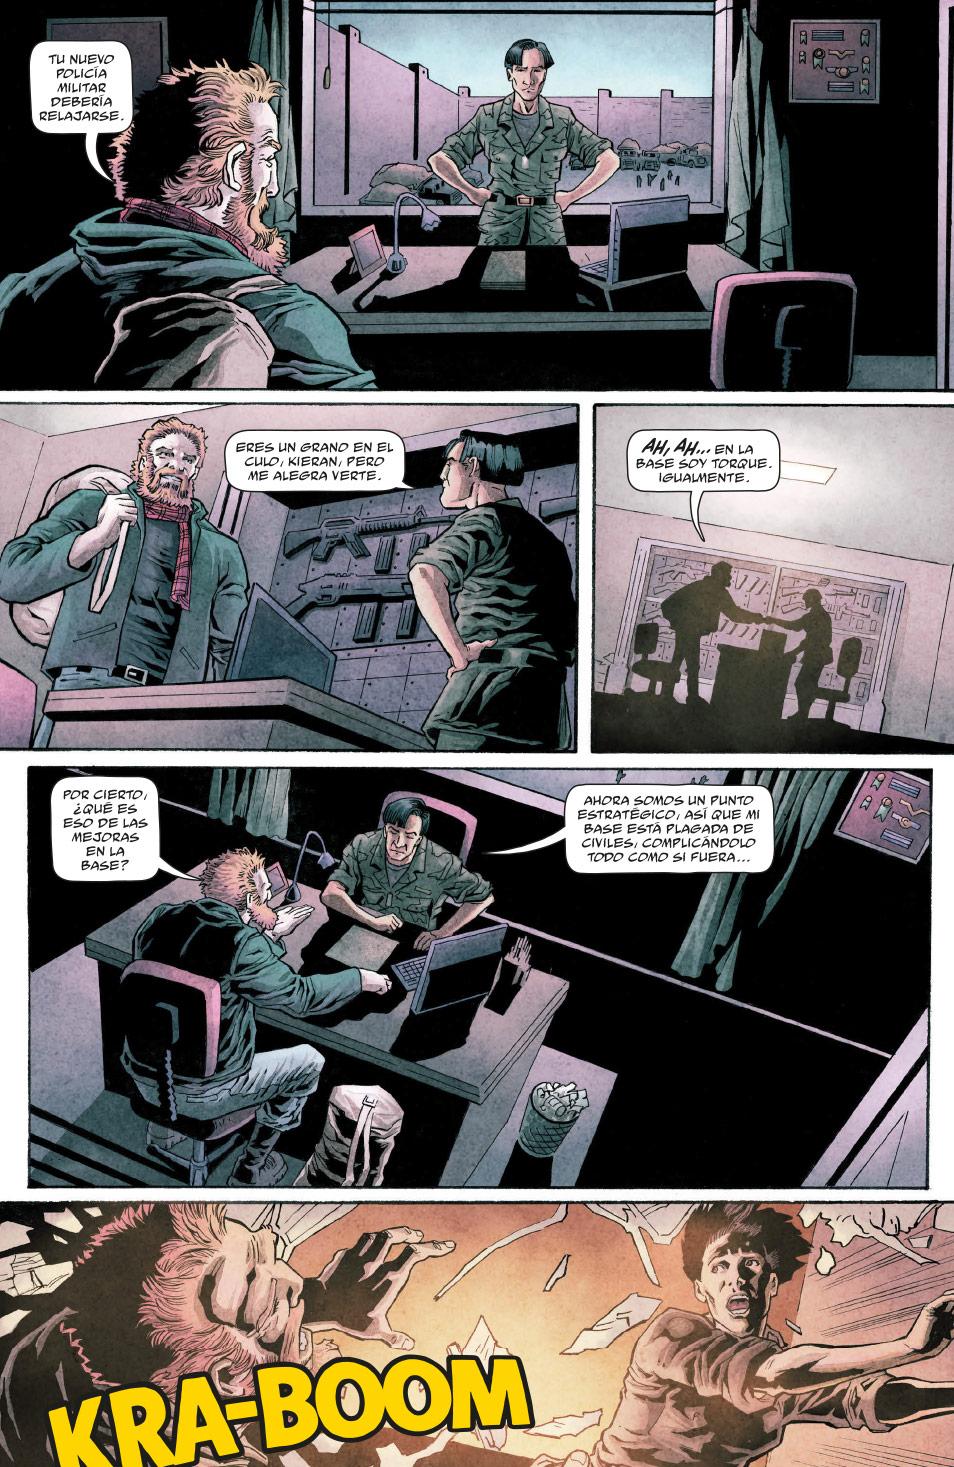 TU NUEVO
POLICÍA
MILITAR
DEBERÍA
RELAJARSE.
ERES UN GRANO EN EL
CULO, KIERAN, PERO
ME ALEGRA VERTE.
AH, AH... EN LA
BASE SOY TORQUE.
IGUALMENTE.
POR CIERTO,
¿QUÉ ES
ESO DE LAS
MEJORAS
EN LA
BASE?
AHORA SOMOS UN PUNTO
ESTRATÉGICO, ASÍ QUE MI
BASE ESTÁ PLAGADA DE
CIVILES, COMPLICÁNDOLO
TODO COMO SI FUERA...
KRA-BOOM